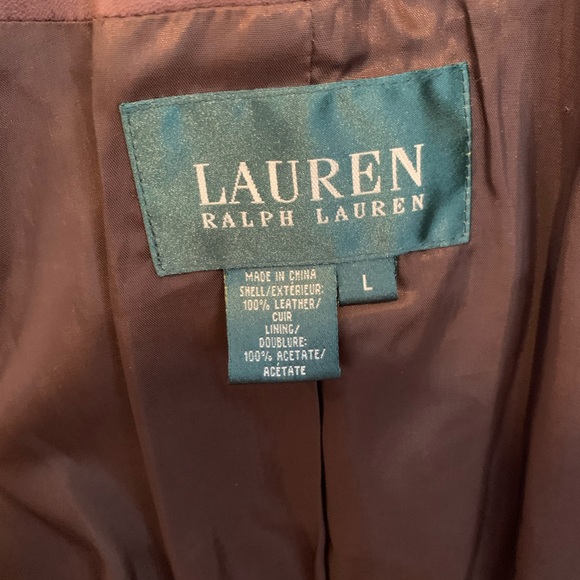 LAUREN
RALPH LAUREN
MADE IN CHINA
SHELL/EXTÉRIEUR:
100% LEATHER/
CUIR
LINING/
DOUBLURE:
100% ACETATE/
ACÉTATE
L